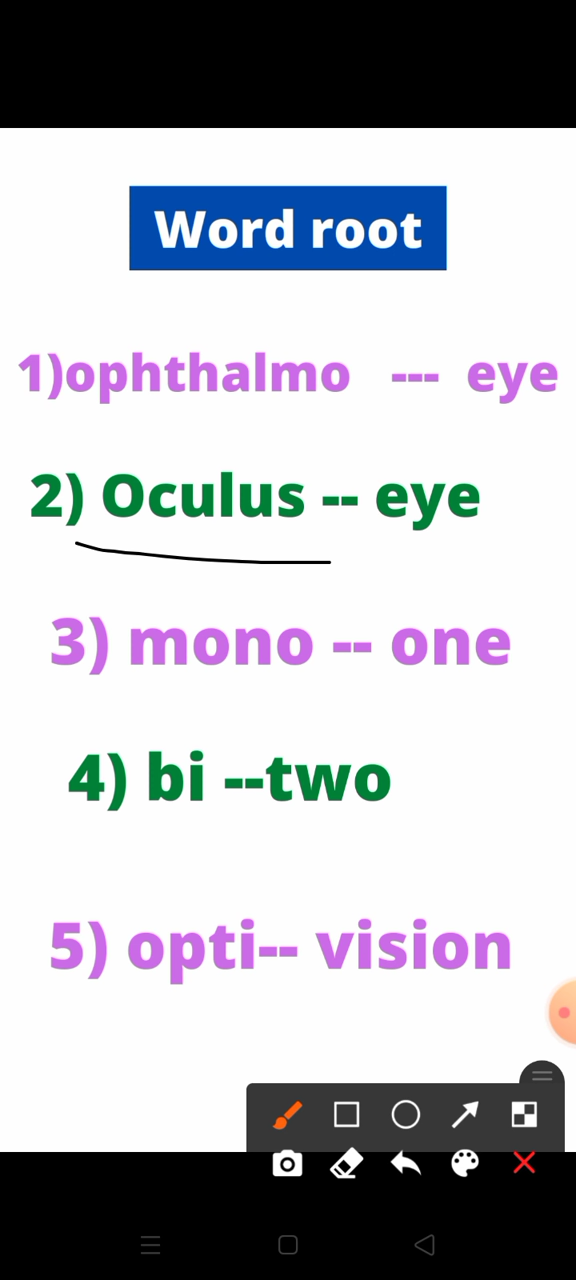 Word root
1)ophthalmo --- eye
2) Oculus -- eye
3) mono -- one
4) bi --two
5) opti-- vision